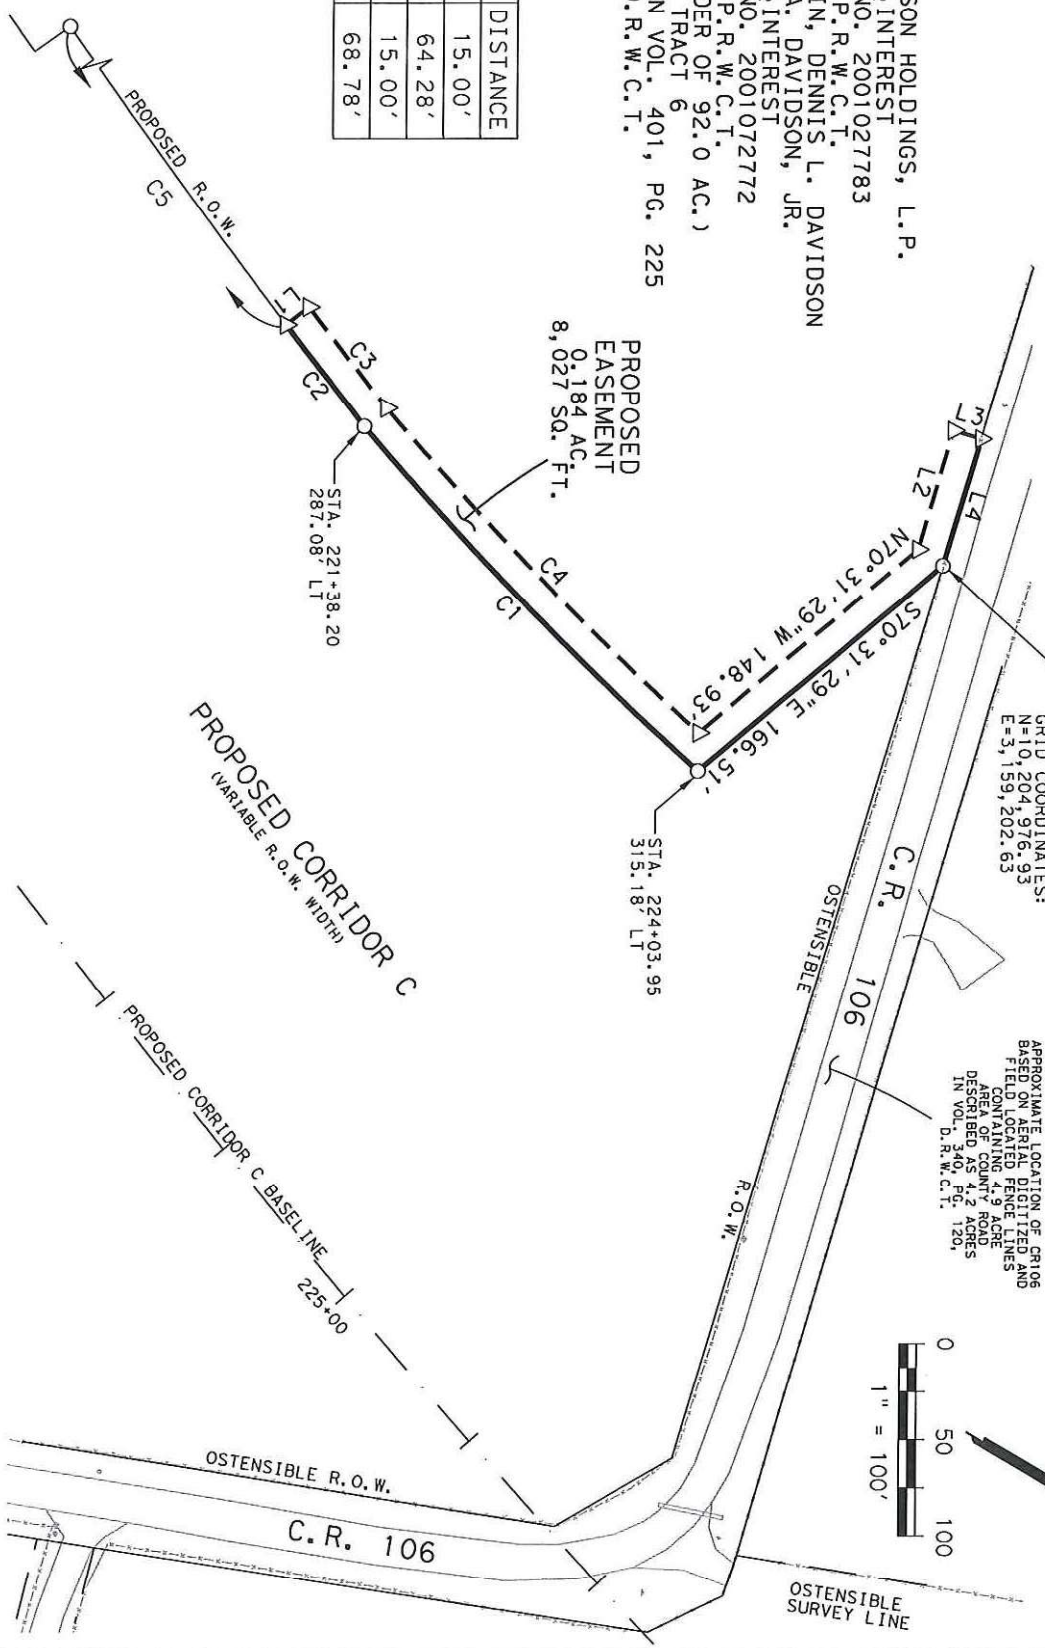 SON HOLDINGS, L.P.
INTEREST
NO. 2001027783
P.R.W.C.T.
IN, DENNIS L. DAVIDSON
A. DAVIDSON, JR.
INTEREST
NO. 2001072772
P.R.W.C.T.
DER OF 92.0 AC.)
TRACT 6
N VOL. 401, PG. 225
.R.W.C.T.
DISTANCE
15.00'
64.28'
15.00'
68.78'
PROPOSED R.O.W.
C5
L1
C2
C3
PROPOSED
EASEMENT
0.184 AC.
8,027 SQ. FT.
STA. 221+38.20
287.08' LT
C4
C1
L3
L2
L4
N70°31'29"W 148.93'
S70°31'29"E 166.51'
STA. 224+03.95
315.18' LT
GRID COORDINATES:
N=10,204,976.93
E=3,159,202.63
PROPOSED CORRIDOR C
(VARIABLE R.O.W. WIDTH)
PROPOSED CORRIDOR C BASELINE
225+00
C.R. 106
OSTENSIBLE
R.O.W.
APPROXIMATE LOCATION OF CR106
BASED ON AERIAL DIGITIZED AND
FIELD LOCATED FENCE LINES
CONTAINING 4.9 ACRE
AREA OF COUNTY ROAD
DESCRIBED AS 4.2 ACRES
IN VOL. 340, PG. 120,
D.R.W.C.T.
0 50 100
1" = 100'
OSTENSIBLE R.O.W.
C.R. 106
OSTENSIBLE
SURVEY LINE